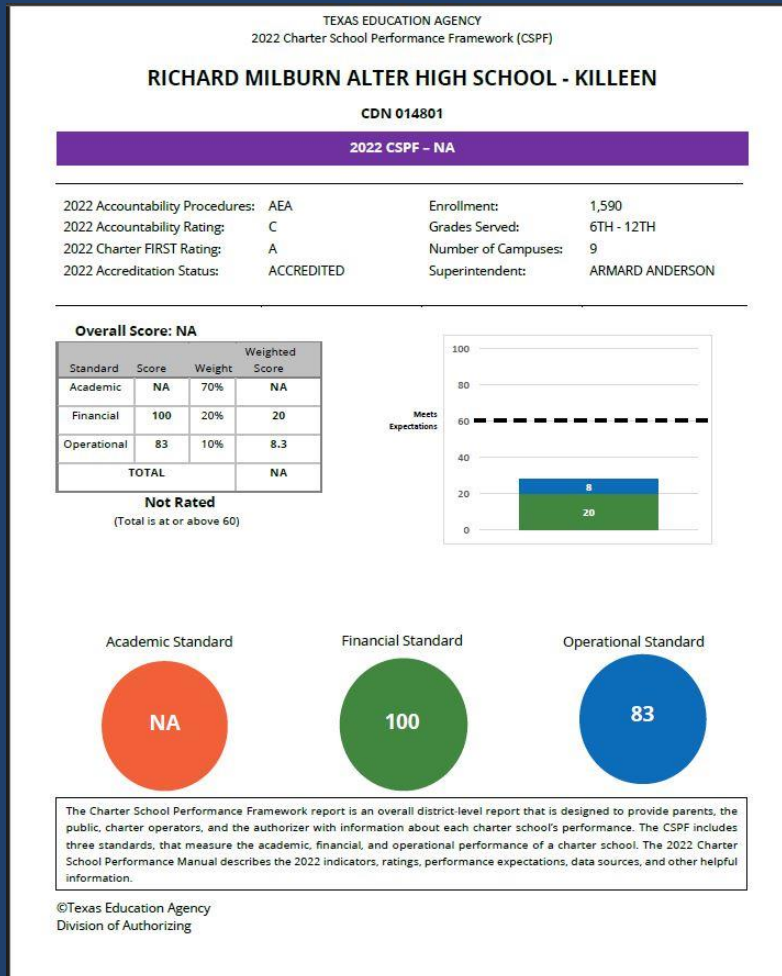 TEXAS EDUCATION AGENCY
2022 Charter School Performance Framework (CSPF)
RICHARD MILBURN ALTER HIGH SCHOOL - KILLEEN
CDN 014801
2022 CSPF – NA
2022 Accountability Procedures: AEA Enrollment: 1,590
2022 Accountability Rating: C Grades Served: 6TH - 12TH
2022 Charter FIRST Rating: A Number of Campuses: 9
2022 Accreditation Status: ACCREDITED Superintendent: ARMARD ANDERSON
Overall Score: NA
Standard Score Weight Weighted Score
Academic NA 70% NA
Financial 100 20% 20
Operational 83 10% 8.3
TOTAL NA
Not Rated
(Total is at or above 60)
100
80
Meets Expectations 60
40
20
0
8
20
Academic Standard Financial Standard Operational Standard
NA 100 83
The Charter School Performance Framework report is an overall district-level report that is designed to provide parents, the
public, charter operators, and the authorizer with information about each charter school's performance. The CSPF includes
three standards, that measure the academic, financial, and operational performance of a charter school. The 2022 Charter
School Performance Manual describes the 2022 indicators, ratings, performance expectations, data sources, and other helpful
information.
©Texas Education Agency
Division of Authorizing